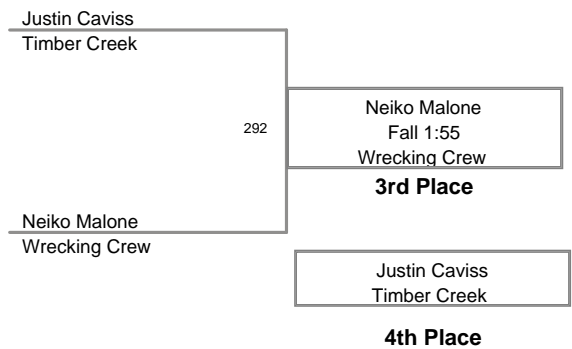 Justin Caviss
Timber Creek
292
Neiko Malone
Fall 1:55
Wrecking Crew
3rd Place
Neiko Malone
Wrecking Crew
Justin Caviss
Timber Creek
4th Place